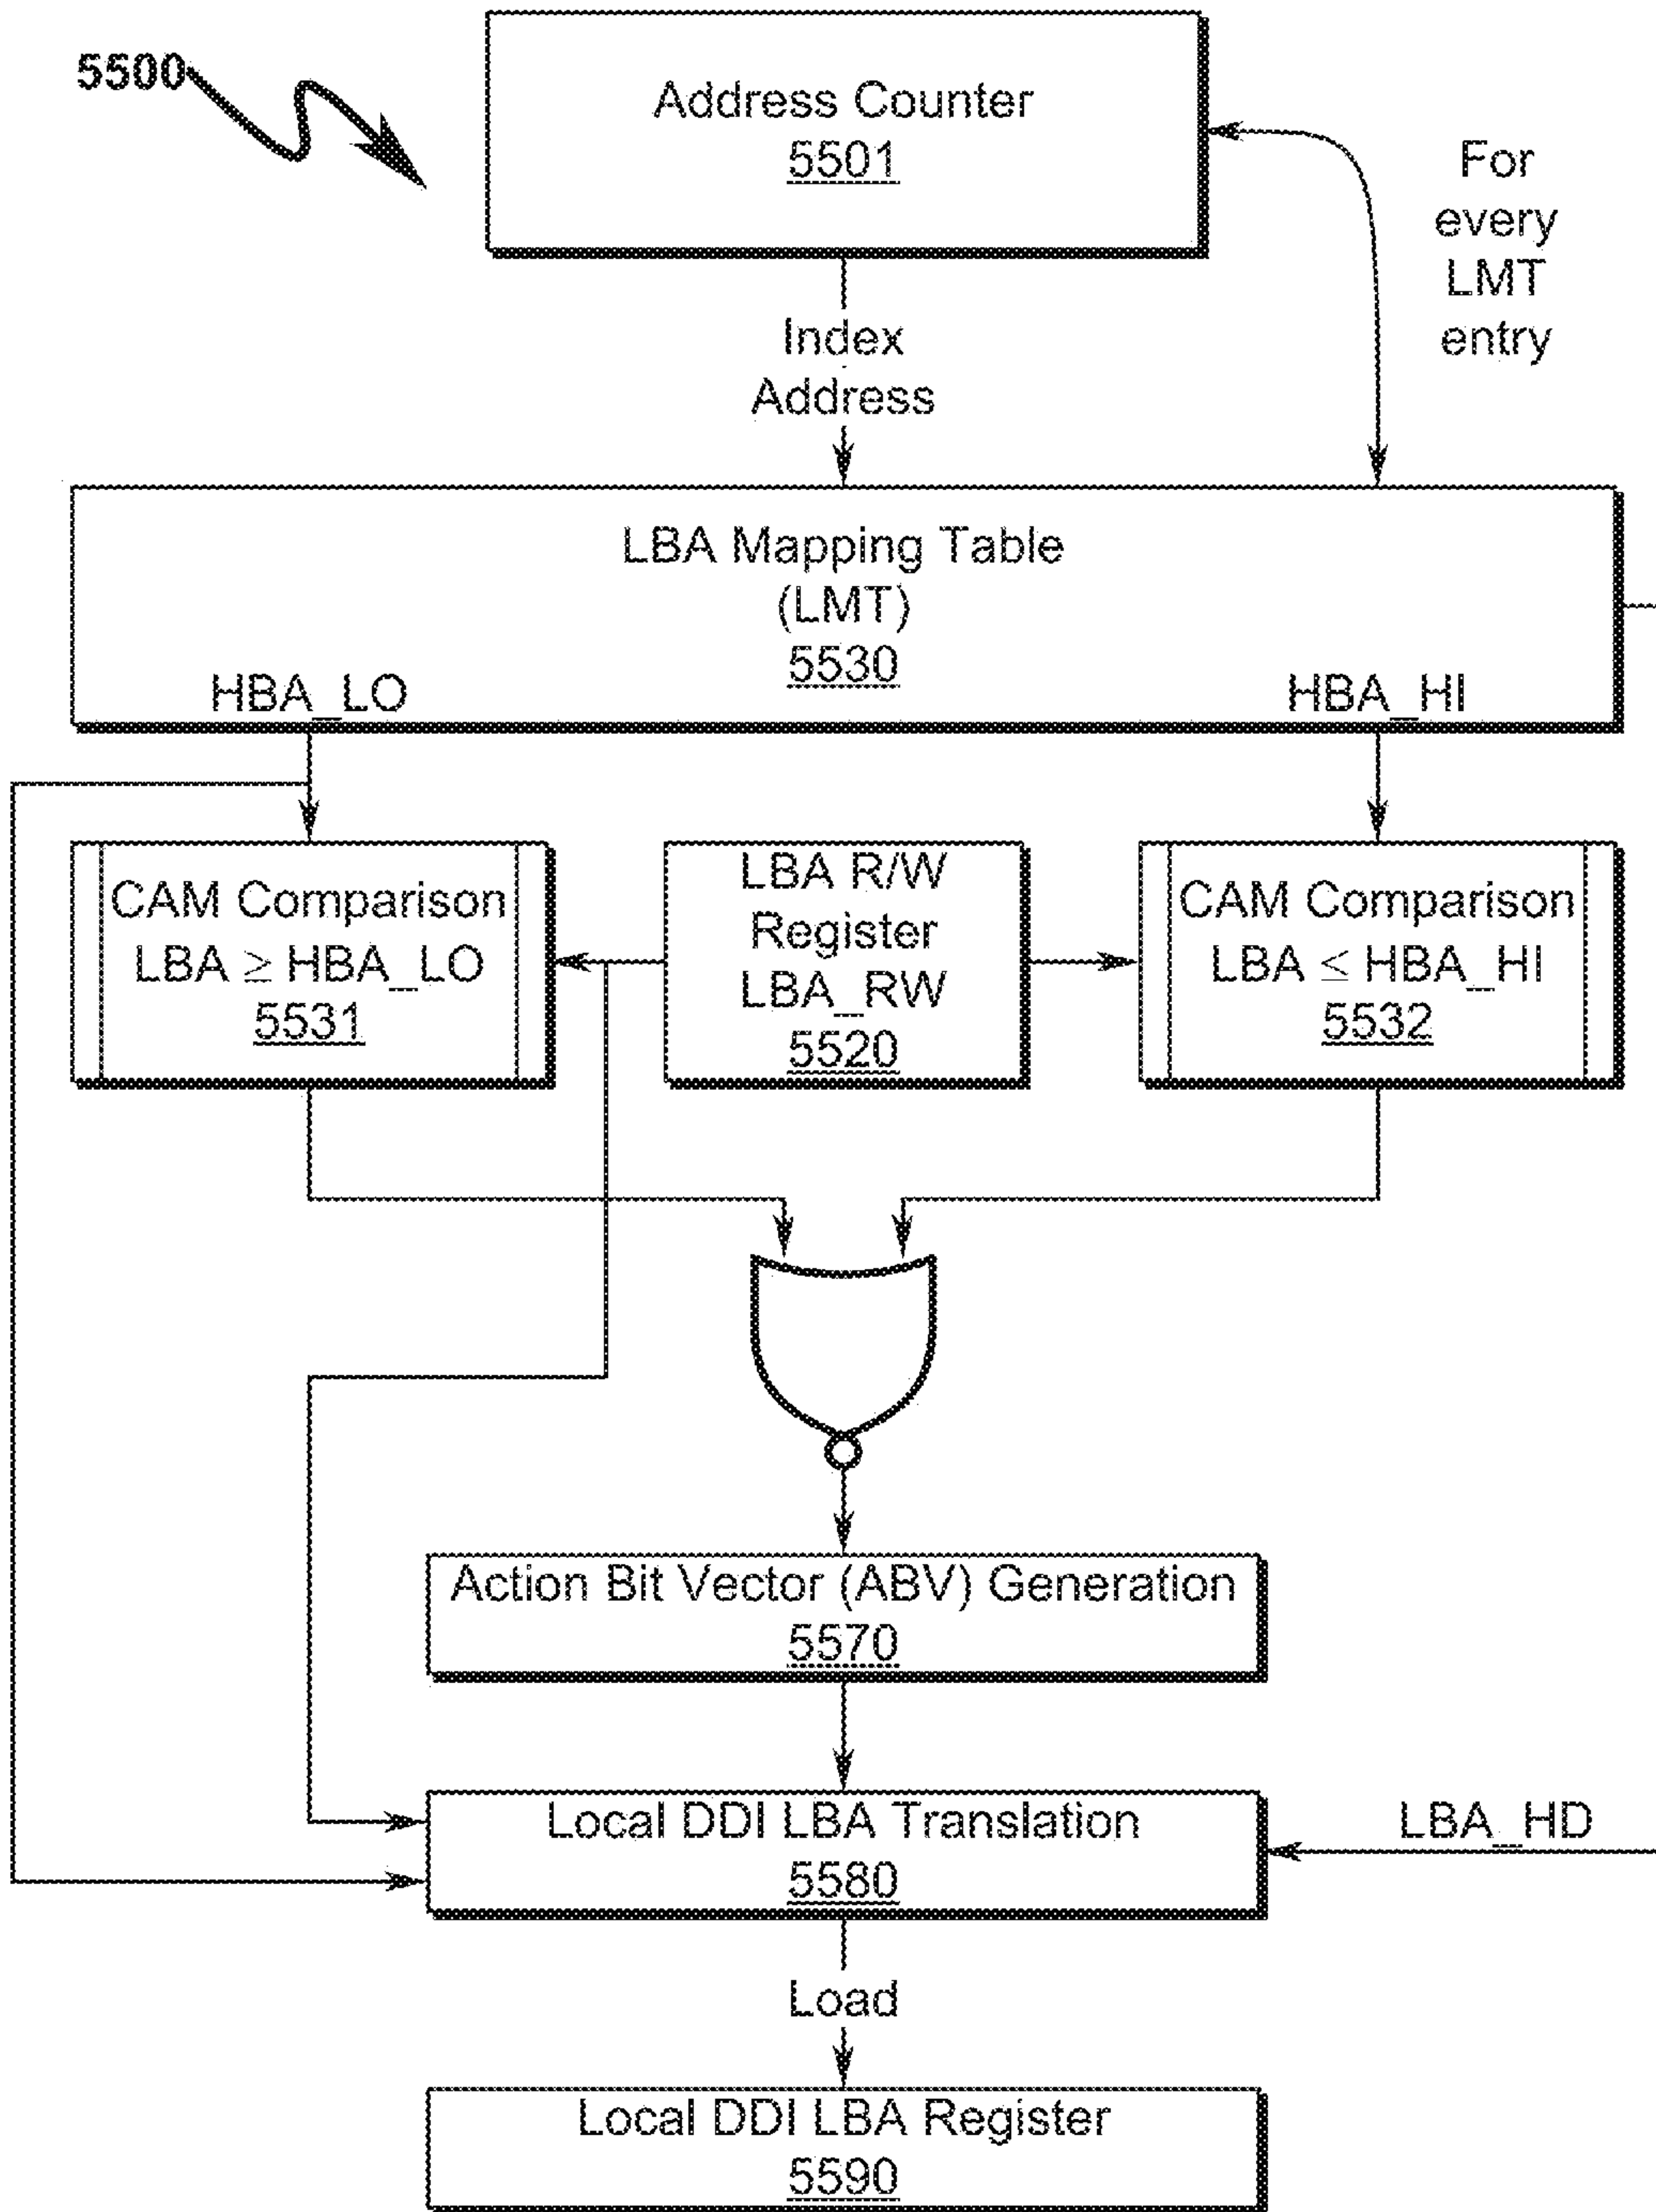 5500
Address Counter
5501
For
every
LMT
entry
Index
Address
LBA Mapping Table
(LMT)
5530
HBA_LO
HBA_HI
CAM Comparison
LBA ≥ HBA_LO
5531
LBA R/W
Register
LBA_RW
5520
CAM Comparison
LBA ≤ HBA_HI
5532
Action Bit Vector (ABV) Generation
5570
Local DDI LBA Translation
5580
LBA_HD
Load
Local DDI LBA Register
5590